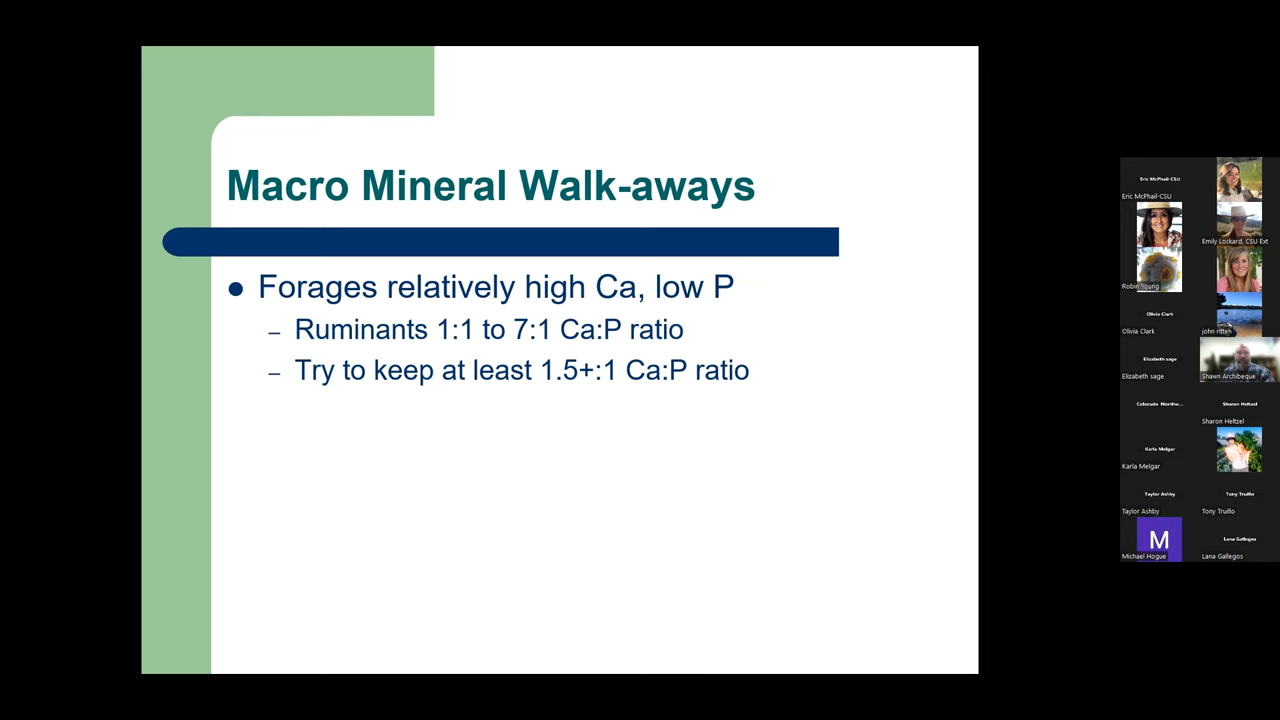 Macro Mineral Walk-aways
● Forages relatively high Ca, low P
– Ruminants 1:1 to 7:1 Ca:P ratio
– Try to keep at least 1.5+:1 Ca:P ratio
Eric McPhail-CSU
Eric McPhail-CSU
Emily Lockard, CSU Ext
Robin Young
Olivia Clark
Olivia Clark
john ritten
Elizabeth sage
Elizabeth sage
Shawn Archibeque
Colorado Northw...
Sharon Heltzel
Sharon Heltzel
Karla Melgar
Karla Melgar
Taylor Ashby
Taylor Ashby
Tony Truillo
Tony Truillo
M
Michael Hogue
Lana Gallegos
Lana Gallegos